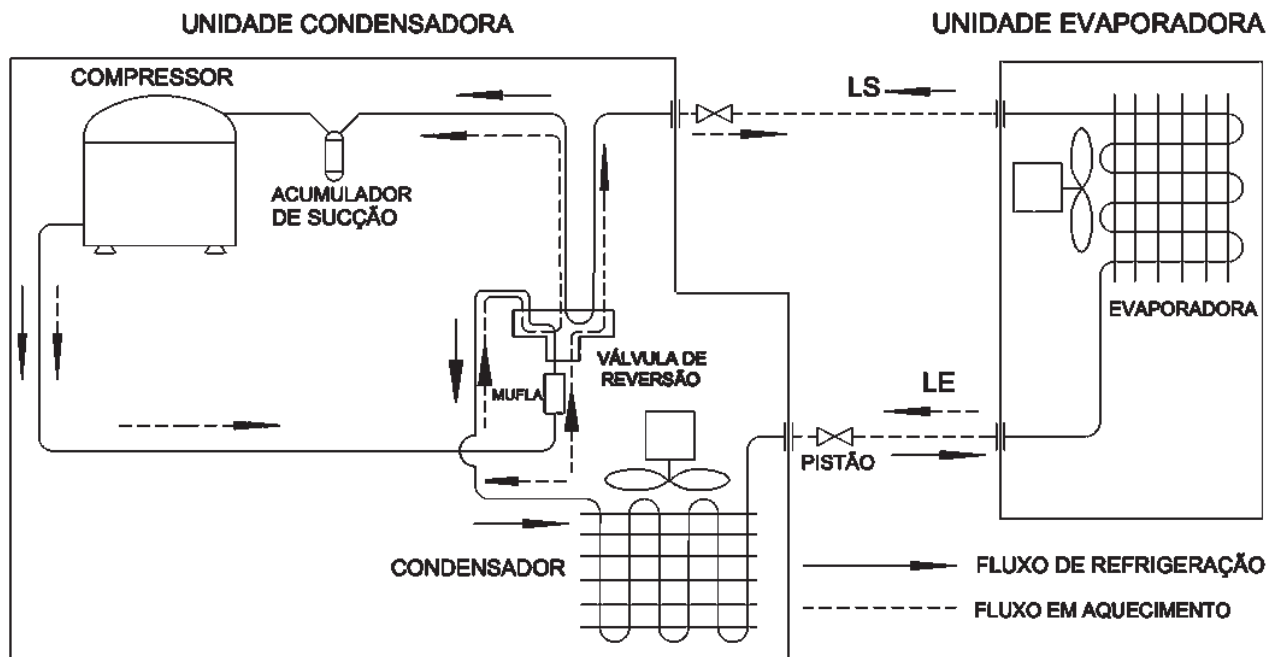 UNIDADE CONDENSADORA
UNIDADE EVAPORADORA
COMPRESSOR
LS
ACUMULADOR
DE SUCÇÃO
EVAPORADORA
VÁLVULA DE
REVERSÃO
MUFLA
LE
PISTÃO
CONDENSADOR
FLUXO DE REFRIGERAÇÃO
FLUXO EM AQUECIMENTO